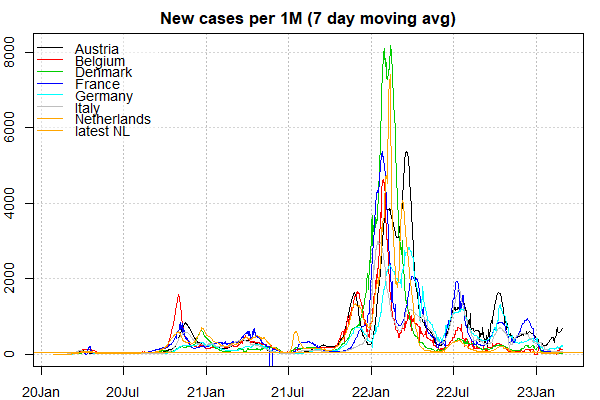 New cases per 1M (7 day moving avg)
8000
6000
4000
2000
0
Austria
Belgium
Denmark
France
Germany
Italy
Netherlands
latest NL
20Jan 20Jul 21Jan 21Jul 22Jan 22Jul 23Jan